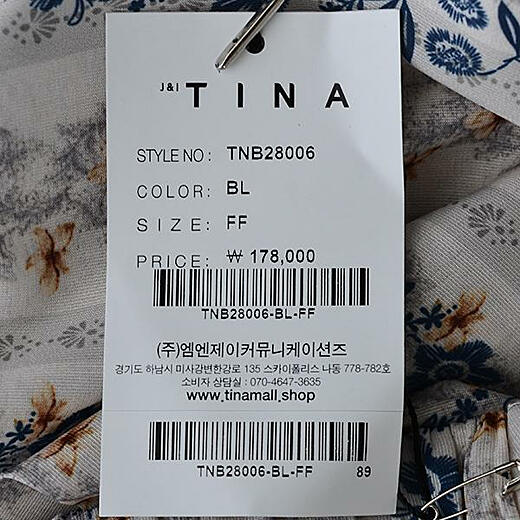 J&I
TINA
STYLE NO: TNB28006
COLOR: BL
SIZE: FF
PRICE: ₩ 178,000
TNB28006-BL-FF
(주)엠엔제이커뮤니케이션즈
경기도 하남시 미사강변한강로 135 스카이폴리스 나동 778-782호
소비자 상담실 : 070-4647-3635
www.tinamall.shop
TNB28006-BL-FF 89